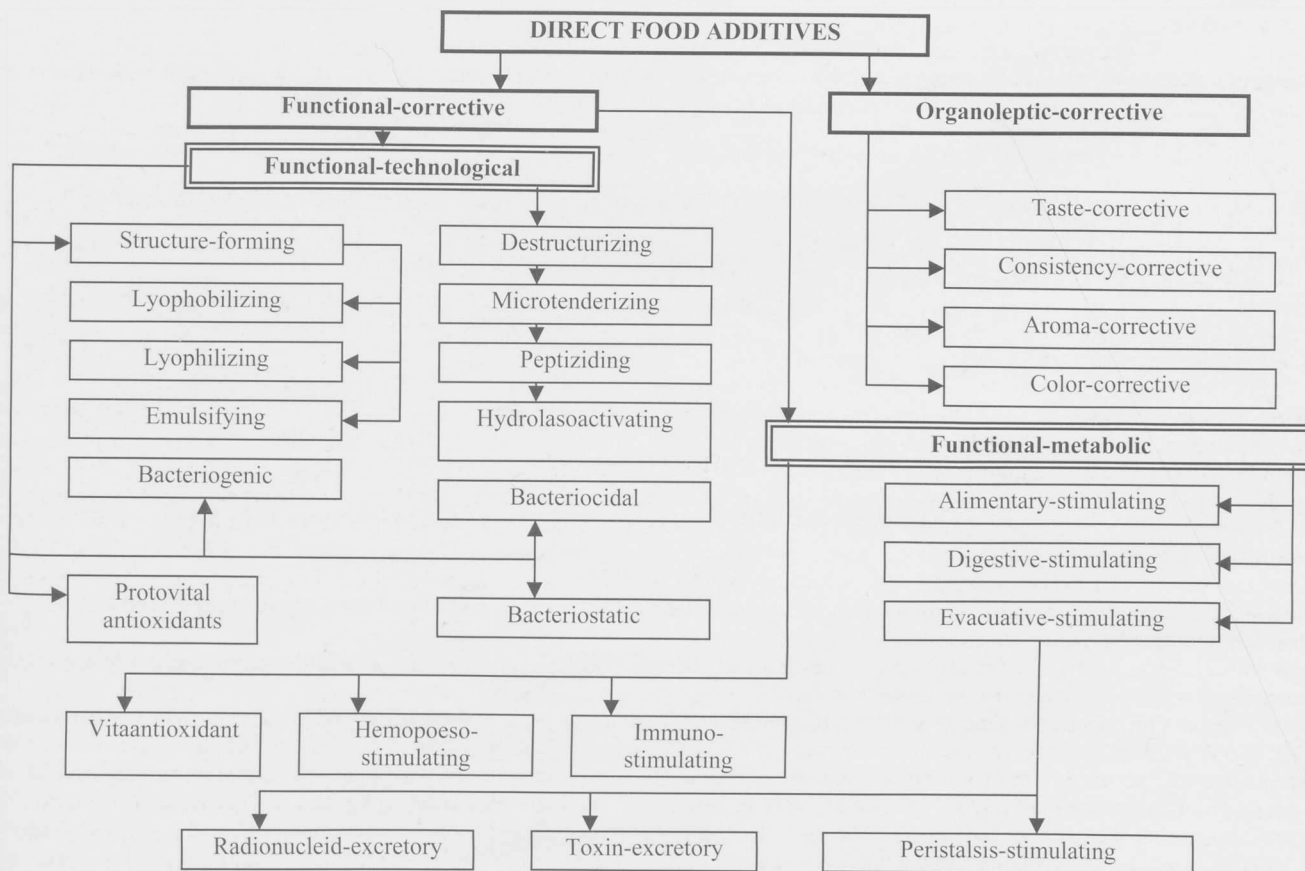 DIRECT FOOD ADDITIVES
Functional-corrective
Organoleptic-corrective
Functional-technological
Taste-corrective
Structure-forming
Destructurizing
Consistency-corrective
Lyophobilizing
Microtenderizing
Aroma-corrective
Lyophilizing
Peptiziding
Color-corrective
Emulsifying
Hydrolasoactivating
Functional-metabolic
Bacteriogenic
Bacteriocidal
Alimentary-stimulating
Digestive-stimulating
Protovital
antioxidants
Bacteriostatic
Evacuative-stimulating
Vitaantioxidant
Hemopoeso-
stimulating
Immuno-
stimulating
Radionucleid-excretory
Toxin-excretory
Peristalsis-stimulating